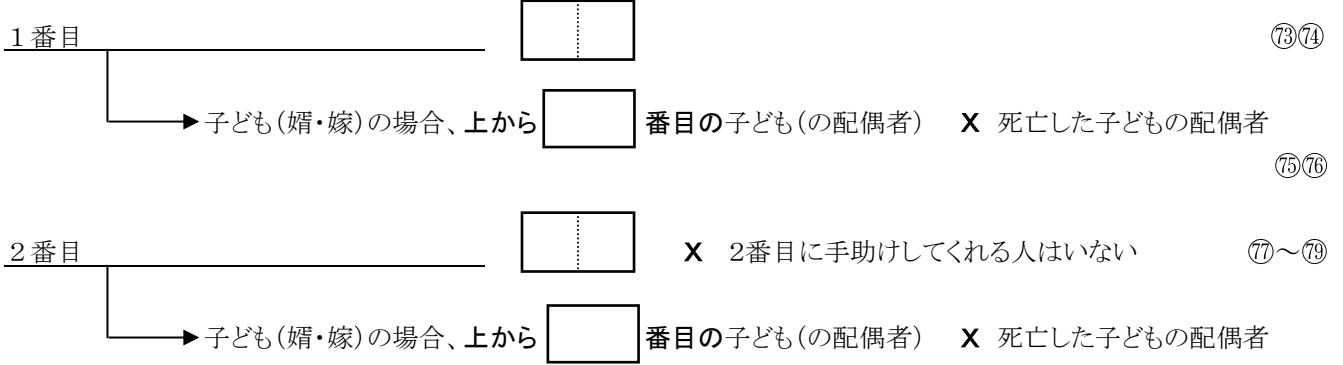 １番目 ㉓㉔
子ども（婿・嫁）の場合、上から 番目の子ども（の配偶者） X 死亡した子どもの配偶者
㉕㉖
２番目 X 2番目に手助けしてくれる人はいない ㉗～㉙
子ども（婿・嫁）の場合、上から 番目の子ども（の配偶者） X 死亡した子どもの配偶者